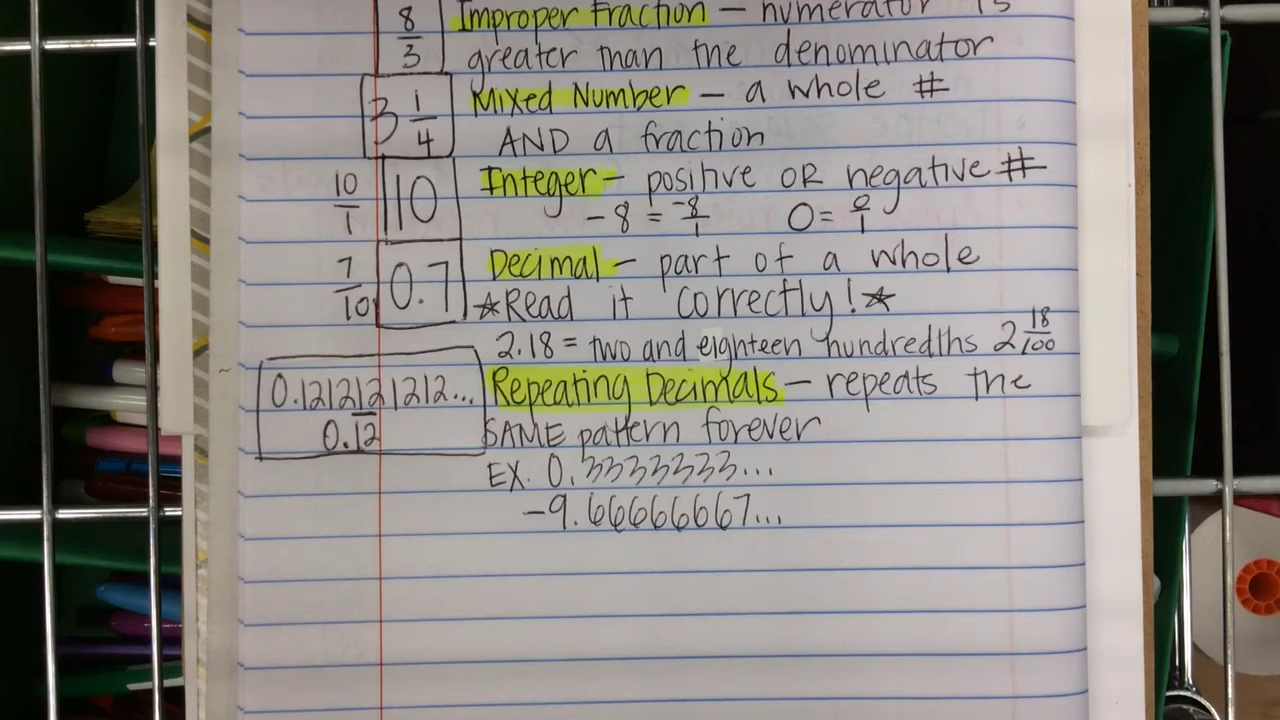 8/3 Improper Fraction – numerator is
greater than the denominator
3 1/4 Mixed Number – a whole #
AND a fraction
10/1 10 Integer – positive OR negative #
-8 = -8/1 0 = 0/1
7/10 0.7 Decimal – part of a whole
★Read it correctly!★
2.18 = two and eighteen hundredths 2 18/100
0.1212121212... Repeating Decimals – repeats the
0.1̅2̅ SAME pattern forever
EX. 0.3333333...
-9.66666667...